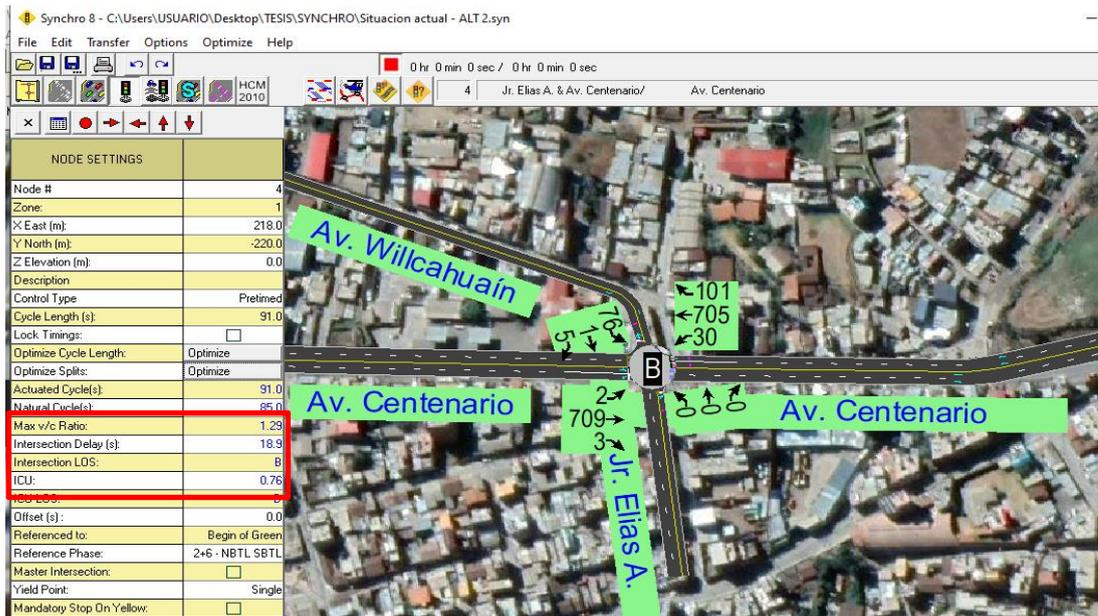 Synchro 8 - C:\Users\USUARIO\Desktop\TESIS\SYNCHRO\Situacion actual - ALT 2.syn
File Edit Transfer Options Optimize Help
0 hr 0 min 0 sec / 0 hr 0 min 0 sec
HCM 2010 4 Jr. Elias A. & Av. Centenario/ Av. Centenario
NODE SETTINGS
Node # 4
Zone: 1
X East (m): 218.0
Y North (m): -220.0
Z Elevation (m): 0.0
Description
Control Type Pretimed
Cycle Length (s): 91.0
Lock Timings:
Optimize Cycle Length: Optimize
Optimize Splits: Optimize
Actuated Cycle(s): 91.0
Natural Cycle(s): 85.0
Max v/c Ratio: 1.29
Intersection Delay (s): 18.9
Intersection LOS: B
ICU: 0.76
ICU LOS:
Offset (s) : 0.0
Referenced to: Begin of Green
Reference Phase: 2+6 - NBTL SBTL
Master Intersection:
Yield Point: Single
Mandatory Stop On Yellow:
Av. Willcahuaín
76
1
5
101
705
30
B
Av. Centenario
2
709
3
0
0
0
Av. Centenario
Jr. Elias A.